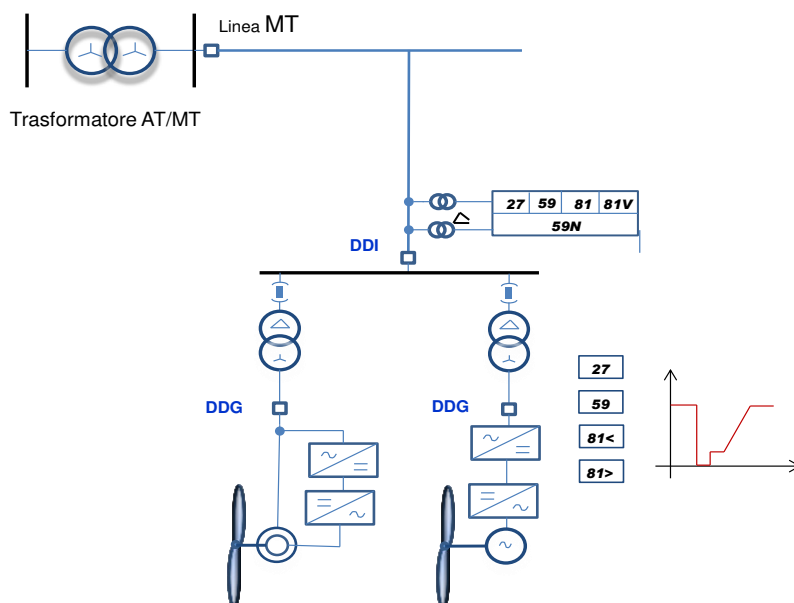 Linea MT
Trasformatore AT/MT
27 59 81 81V
59N
DDI
DDG
DDG
27
59
81<
81>